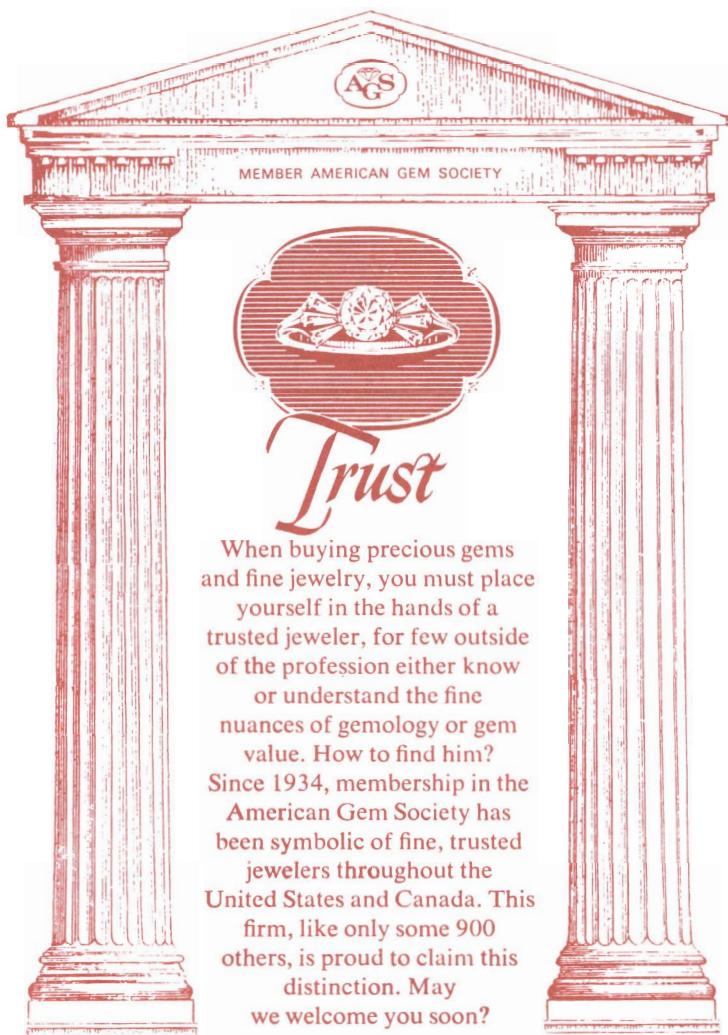 AGS
MEMBER AMERICAN GEM SOCIETY
Trust
When buying precious gems
and fine jewelry, you must place
yourself in the hands of a
trusted jeweler, for few outside
of the profession either know
or understand the fine
nuances of gemology or gem
value. How to find him?
Since 1934, membership in the
American Gem Society has
been symbolic of fine, trusted
jewelers throughout the
United States and Canada. This
firm, like only some 900
others, is proud to claim this
distinction. May
we welcome you soon?